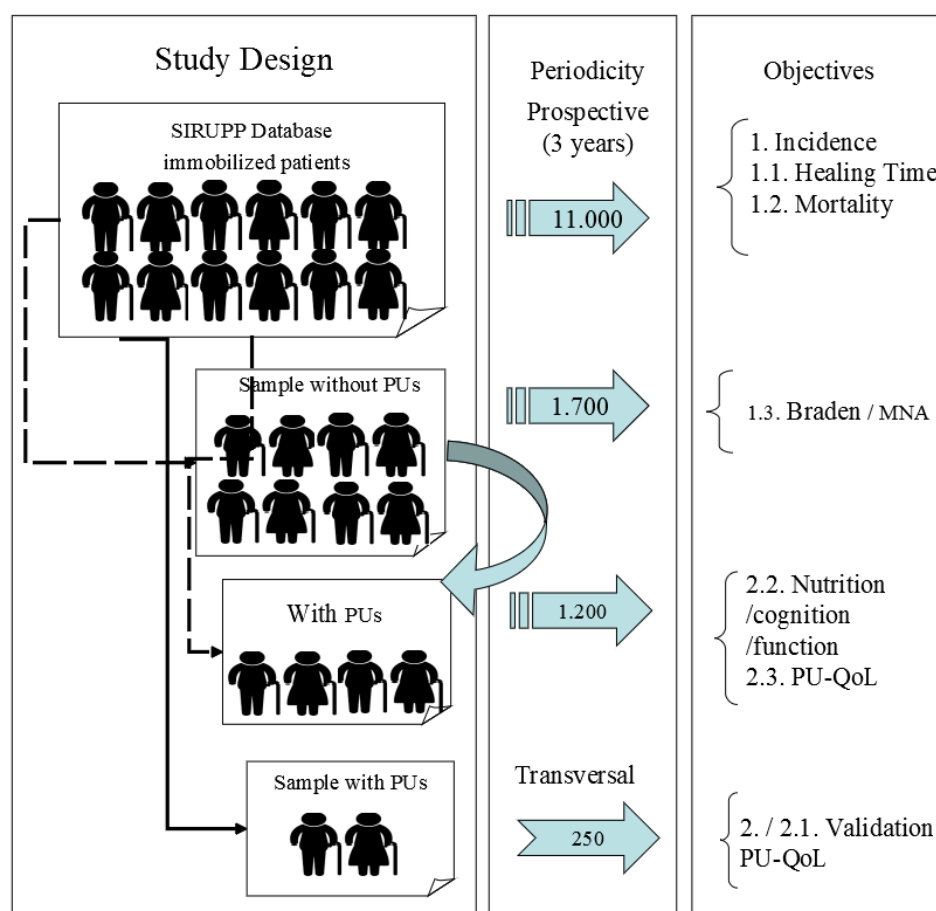 Study Design
SIRUPP Database
immobilized patients
Sample without PUs
With PUs
Sample with PUs
Periodicity
Prospective
(3 years)
11.000
1.700
1.200
Transversal
250
Objectives
1. Incidence
1.1. Healing Time
1.2. Mortality
1.3. Braden / MNA
2.2. Nutrition
/cognition
/function
2.3. PU-QoL
2. / 2.1. Validation
PU-QoL